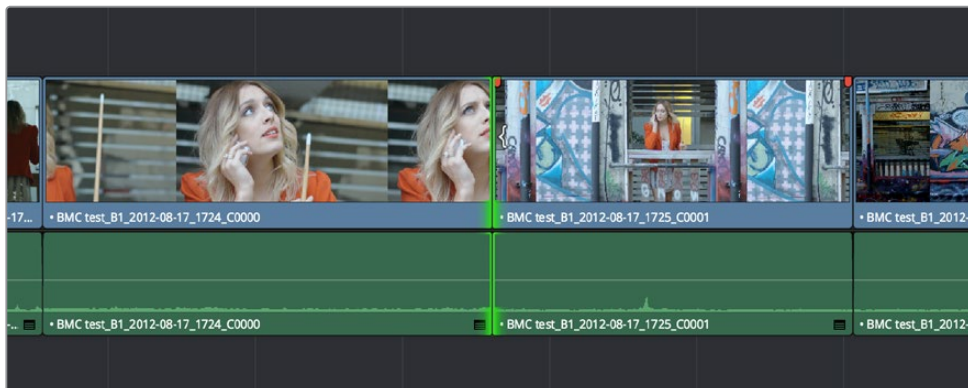 -17...
• BMC test_B1_2012-08-17_1724_C0000
• BMC test_B1_2012-08-17_1725_C0001
• BMC test_B1_2012-
-..
• BMC test_B1_2012-08-17_1724_C0000
• BMC test_B1_2012-08-17_1725_C0001
• BMC test_B1_2012-